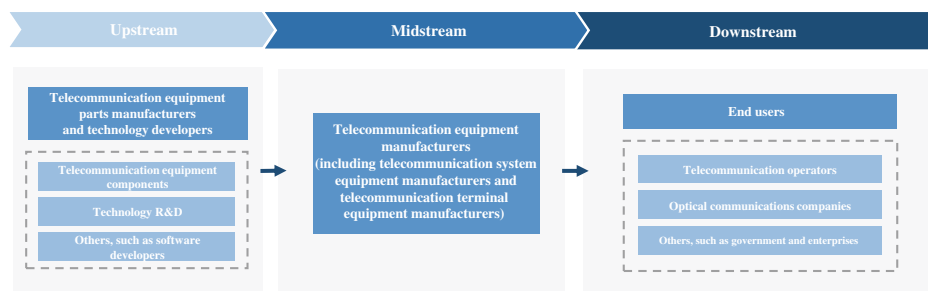 Upstream
Midstream
Downstream
Telecommunication equipment
parts manufacturers
and technology developers
Telecommunication equipment
components
Technology R&D
Others, such as software
developers
Telecommunication equipment
manufacturers
(including telecommunication system
equipment manufacturers and
telecommunication terminal
equipment manufacturers)
End users
Telecommunication operators
Optical communications companies
Others, such as government and enterprises